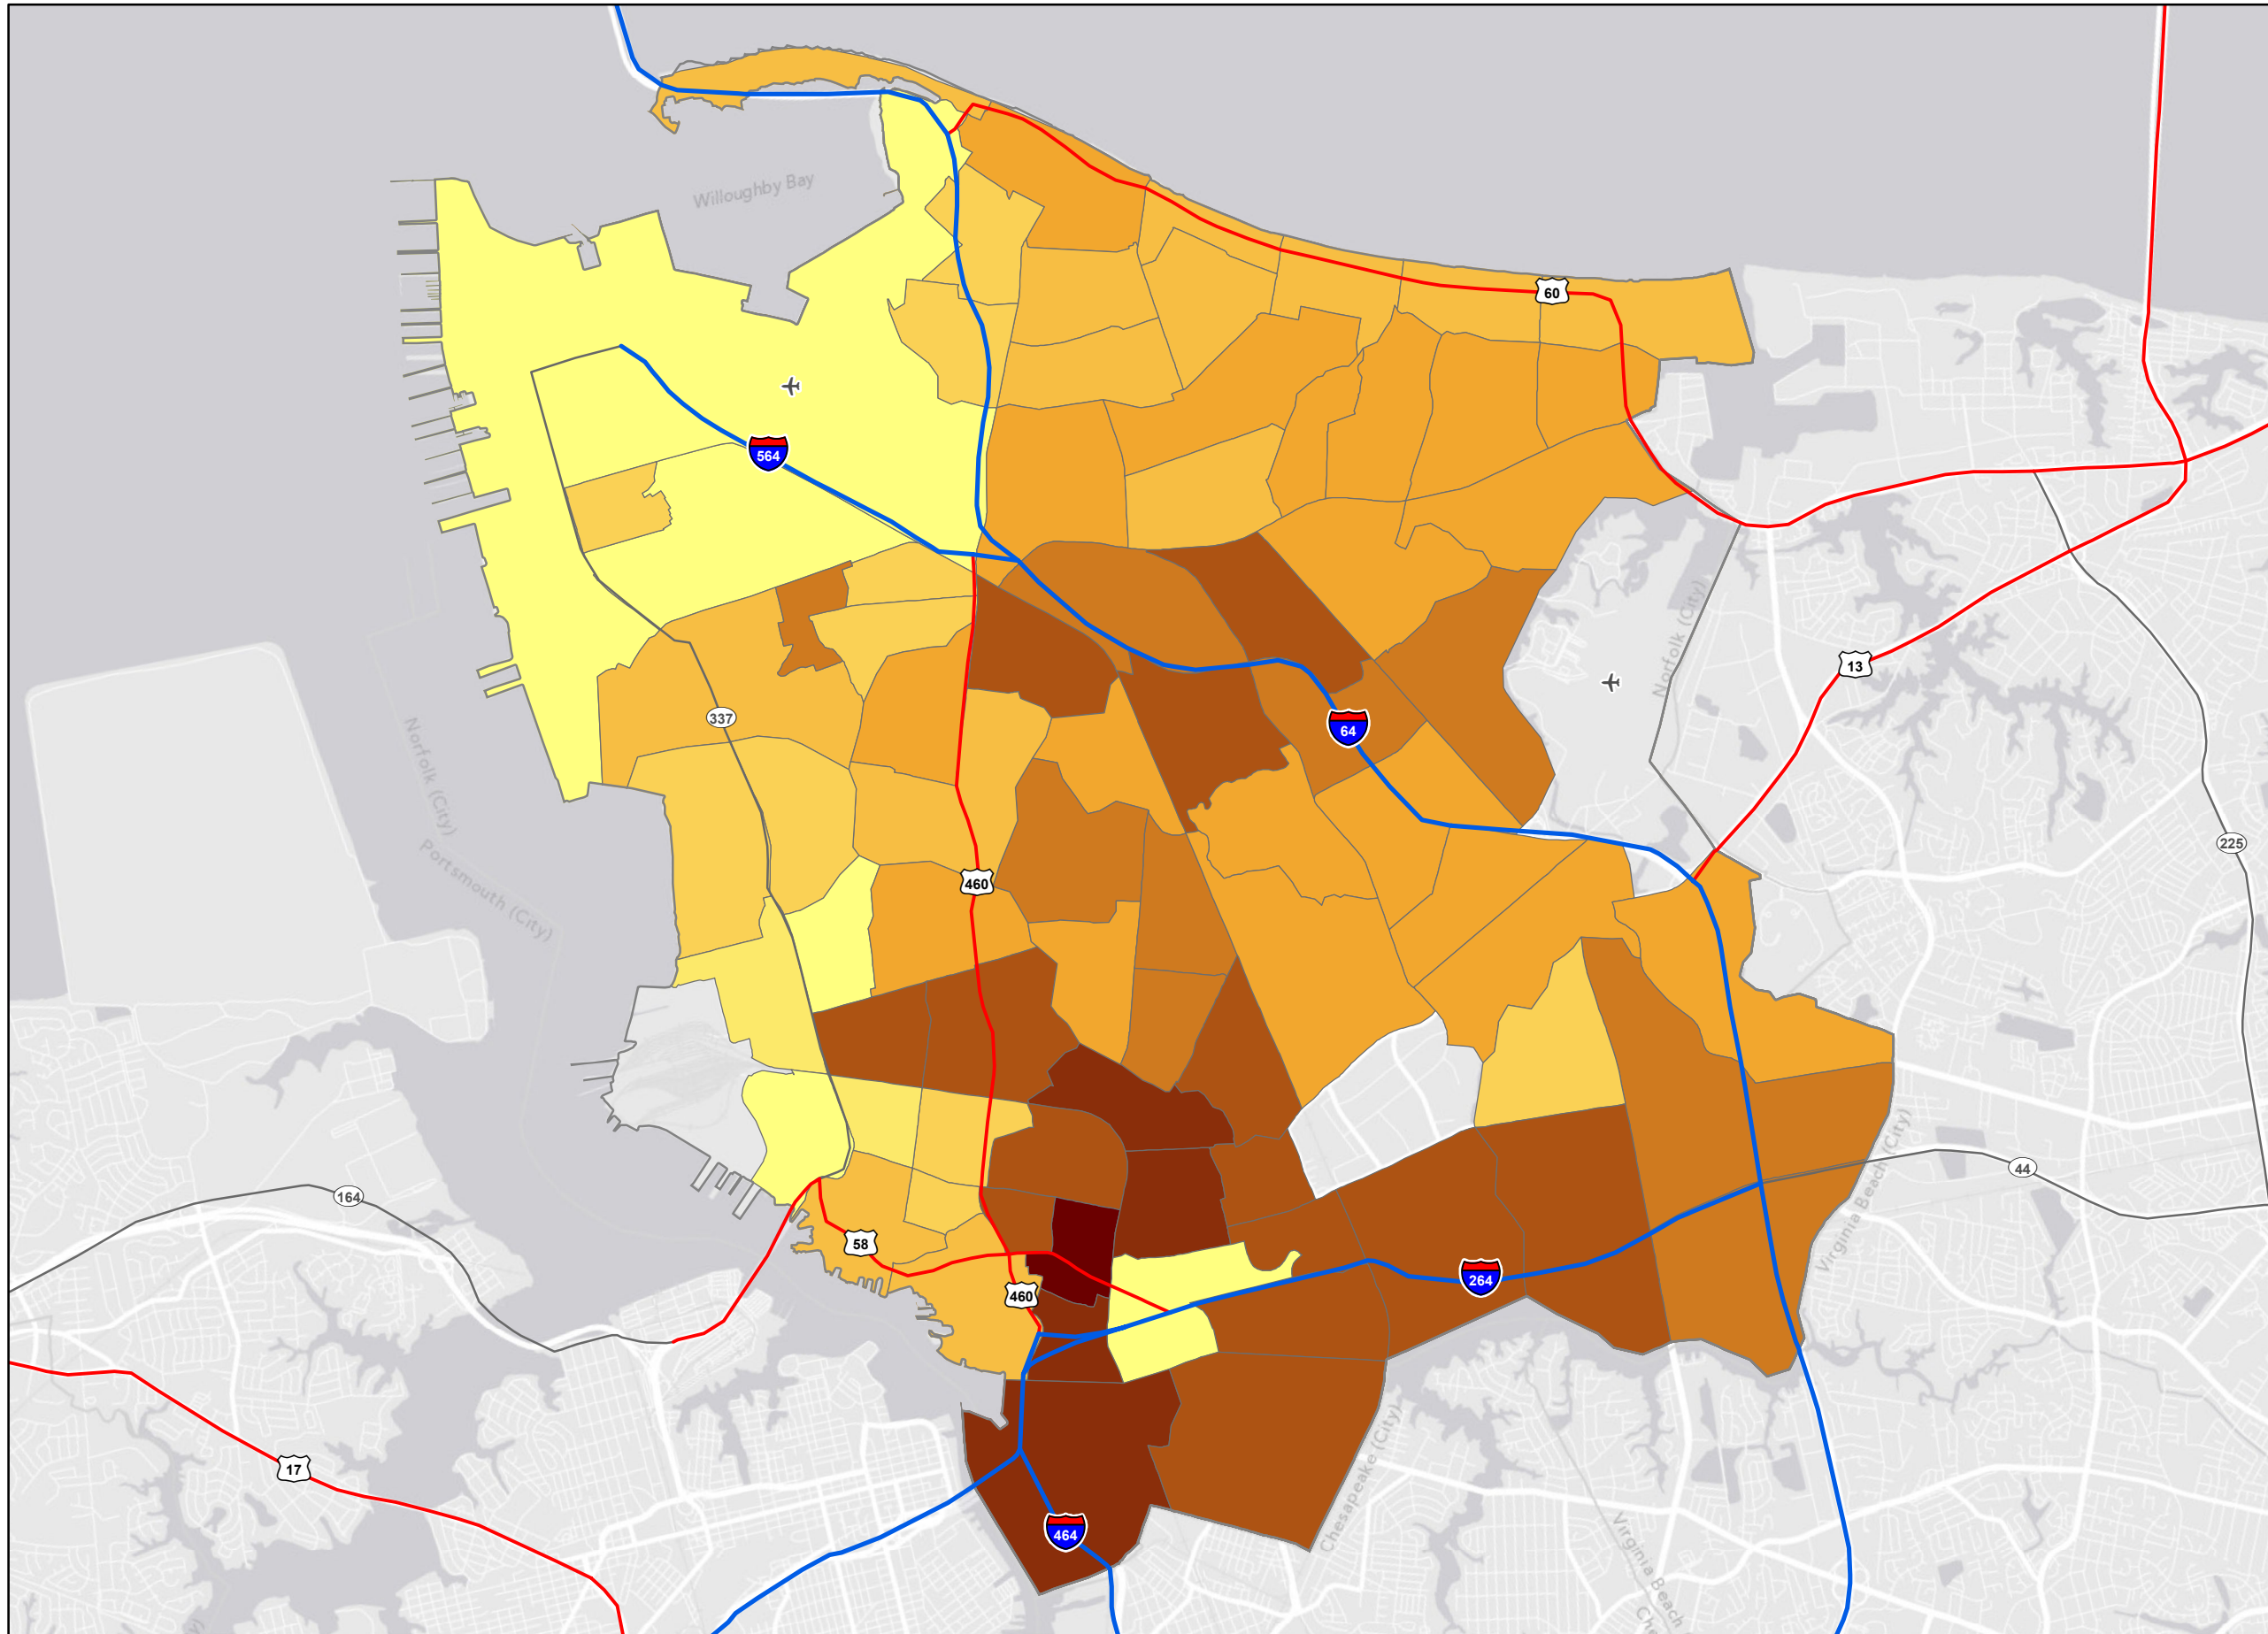 Willoughby Bay
60
564
Norfolk (City)
13
337
64
Norfolk (City)
Portsmouth (City)
225
460
44
164
Virginia Beach (City)
58
264
460
17
Chesapeake (City)
464
Virginia Beach